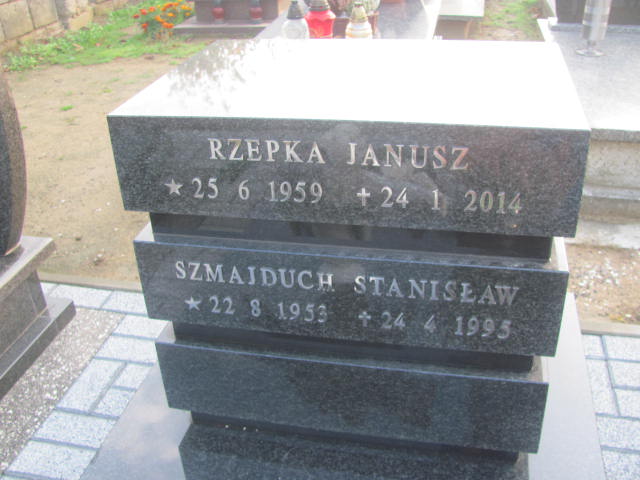 RZEPKA JANUSZ
★ 25 6 1959 ✝ 24 1 2014
SZMAJDUCH STANISŁAW
★ 22 8 1953 ✝ 24 4 1995